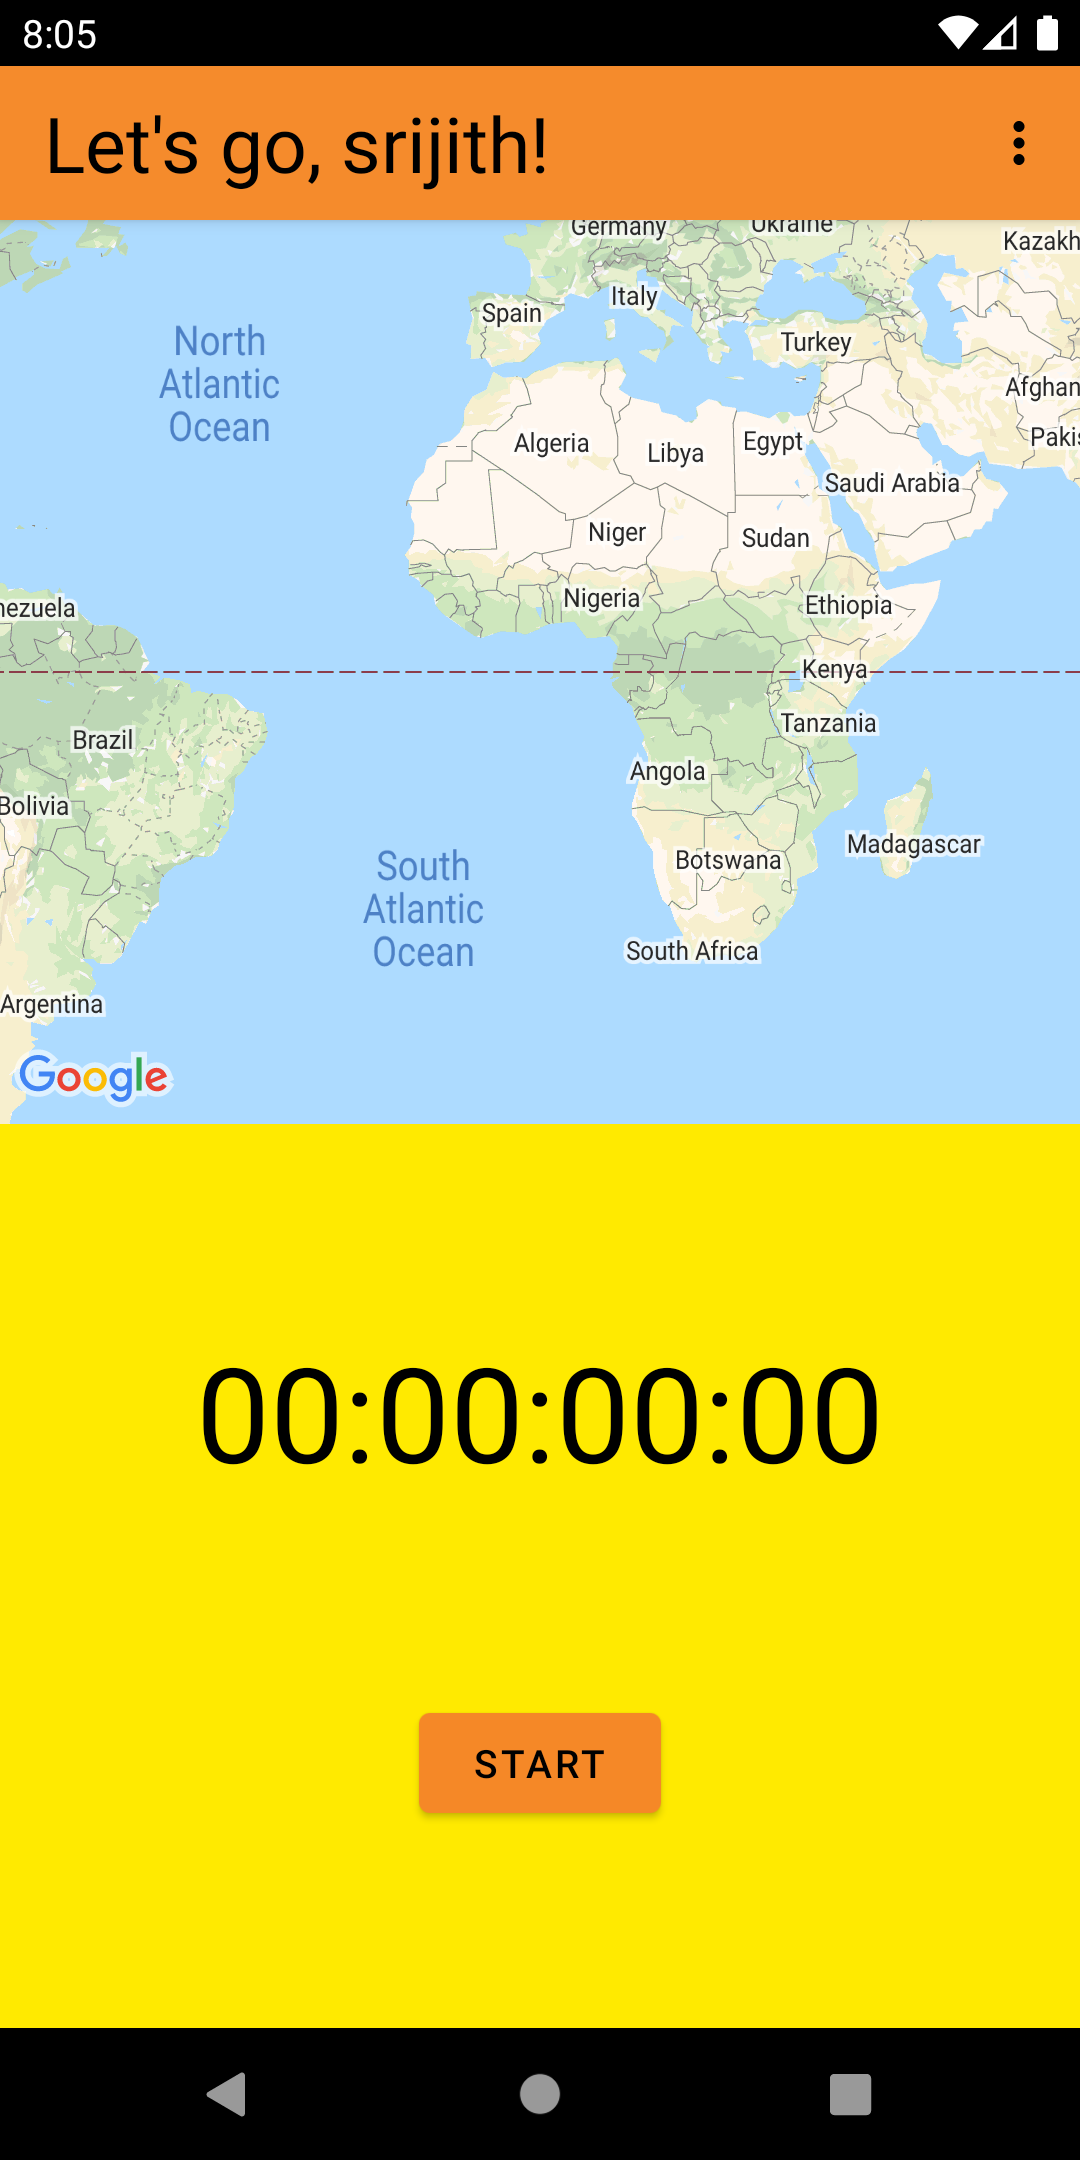 8:05
Let's go, srijith!
Germany
Ukraine
Kazakh
Italy
Spain
Turkey
North
Atlantic
Ocean
Afghan
Algeria
Libya
Egypt
Pakis
Saudi Arabia
Niger
Sudan
Nigeria
Ethiopia
nezuela
Kenya
Tanzania
Brazil
Angola
Bolivia
Madagascar
Botswana
South
Atlantic
Ocean
South Africa
Argentina
Google
00:00:00:00
START